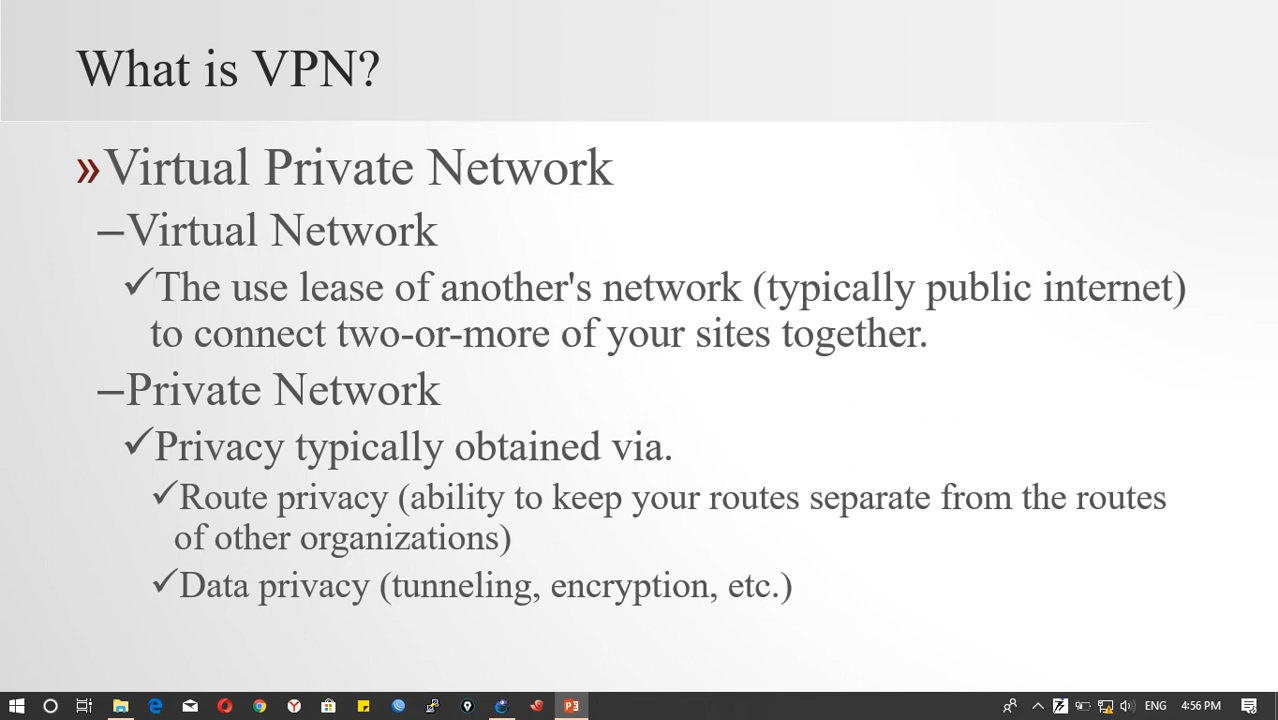 What is VPN?
»Virtual Private Network
–Virtual Network
✓The use lease of another's network (typically public internet)
to connect two-or-more of your sites together.
–Private Network
✓Privacy typically obtained via.
✓Route privacy (ability to keep your routes separate from the routes
of other organizations)
✓Data privacy (tunneling, encryption, etc.)
ENG 4:56 PM